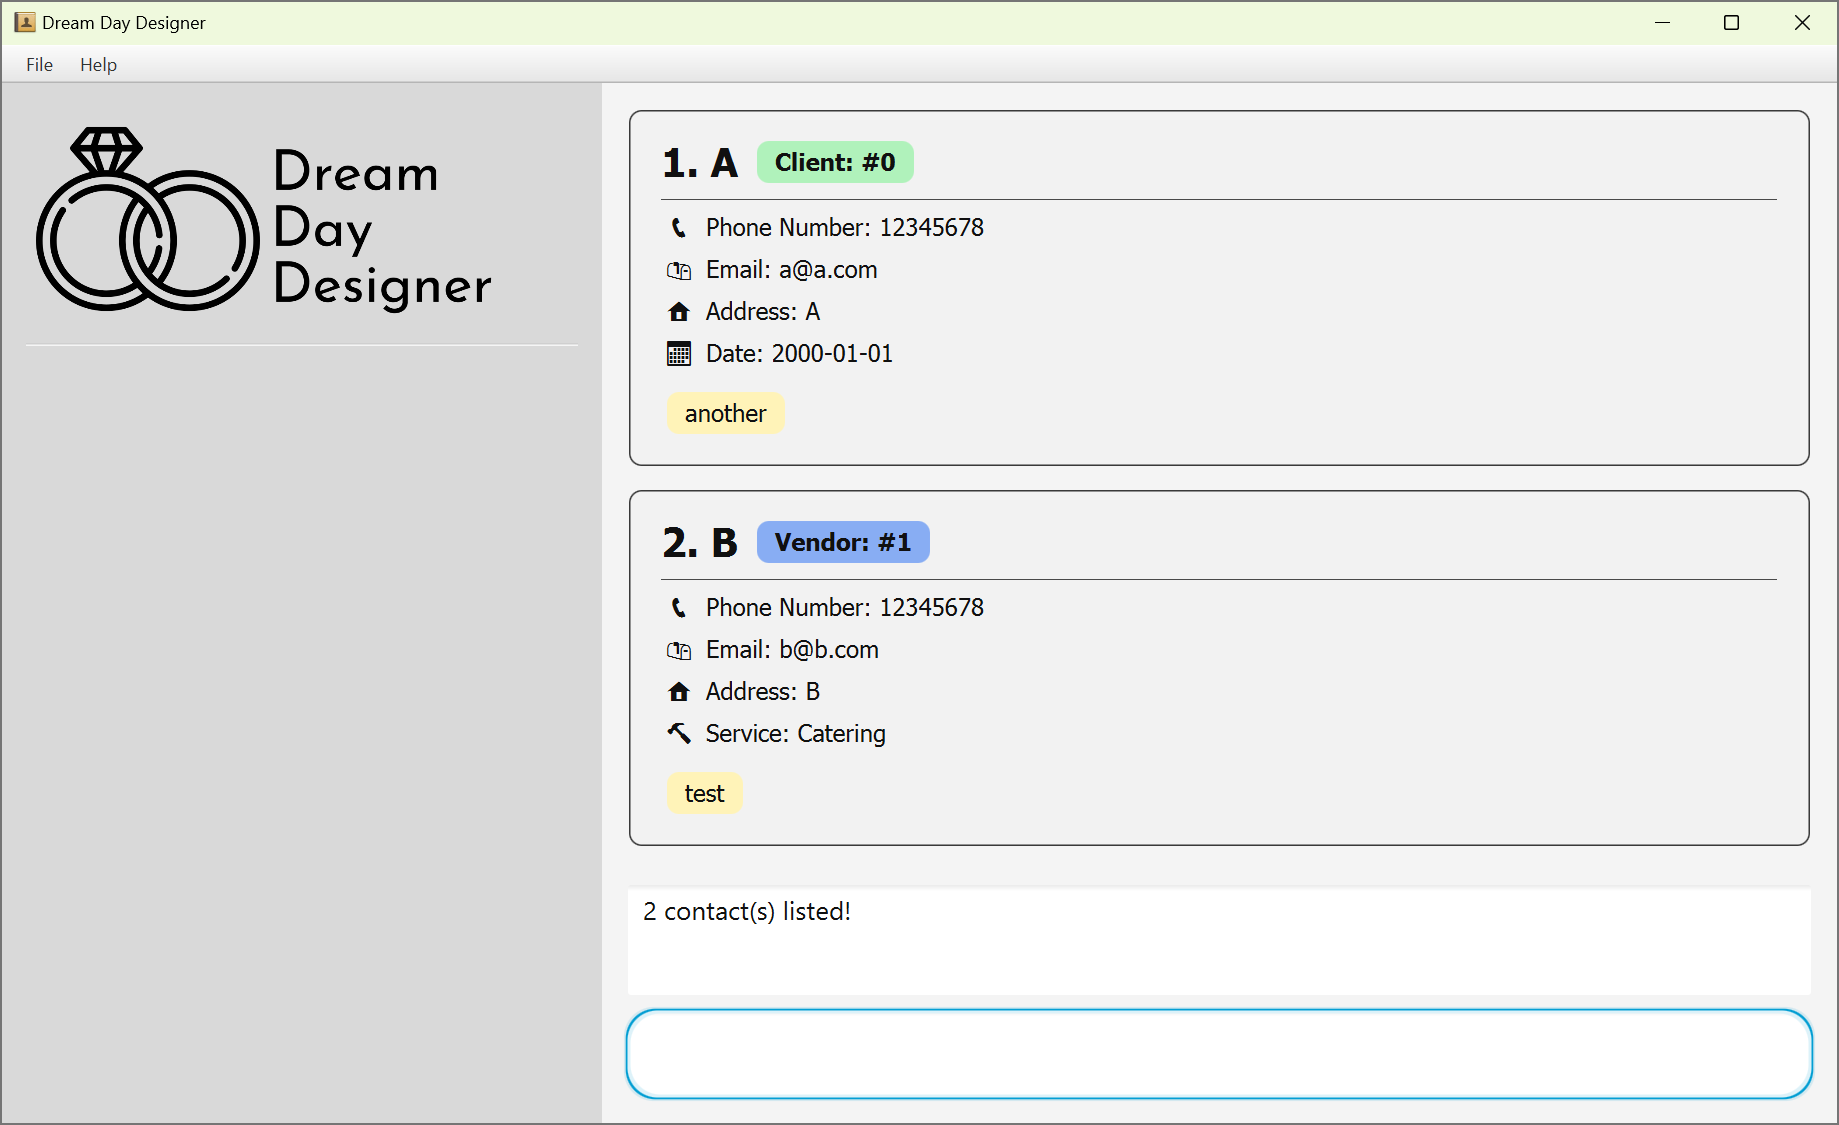 Dream Day Designer
File Help
Dream
Day
Designer
1. A Client: #0
Phone Number: 12345678
Email: a@a.com
Address: A
Date: 2000-01-01
another
2. B Vendor: #1
Phone Number: 12345678
Email: b@b.com
Address: B
Service: Catering
test
2 contact(s) listed!